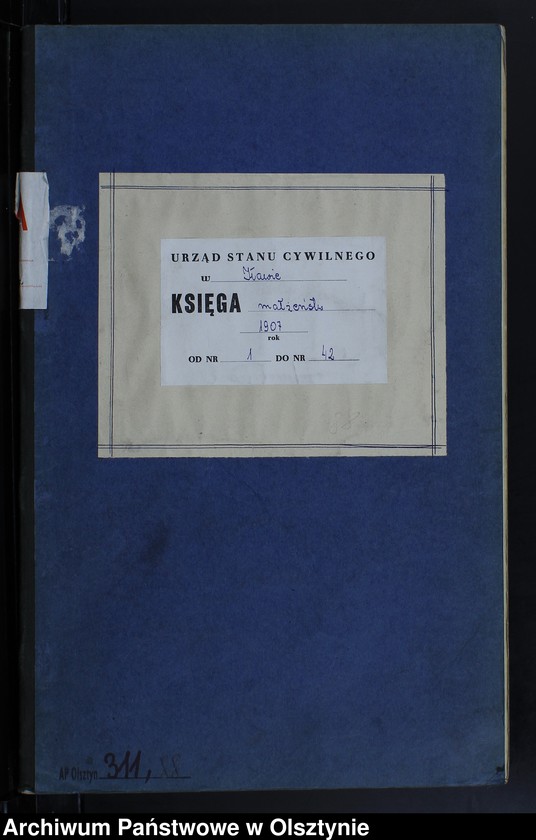 URZĄD STANU CYWILNEGO
w Iławie
KSIĘGA małżeństw
1907
rok
OD NR 1 DO NR 42
AP Olsztyn 311,
Archiwum Państwowe w Olsztynie